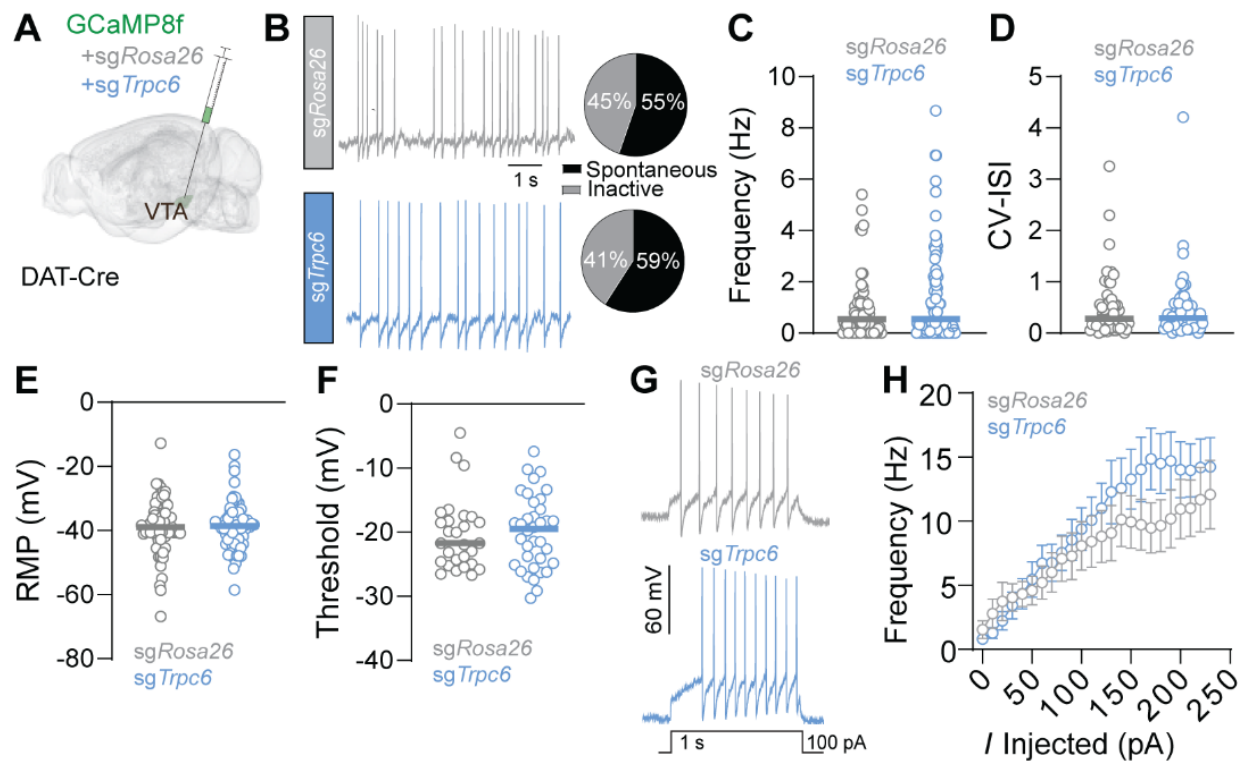 A
GCaMP8f
+sgRosa26
+sgTrpc6
VTA
DAT-Cre
B
sgRosa26
45%
55%
1 s
Spontaneous
Inactive
sgTrpc6
41%
59%
C
sgRosa26
sgTrpc6
Frequency (Hz)
10
8
6
4
2
0
D
sgRosa26
sgTrpc6
CV-ISI
5
4
3
2
1
0
E
RMP (mV)
0
-20
-40
-60
-80
sgRosa26
sgTrpc6
F
Threshold (mV)
0
-10
-20
-30
-40
sgRosa26
sgTrpc6
G
sgRosa26
sgTrpc6
60 mV
1 s
100 pA
H
sgRosa26
sgTrpc6
Frequency (Hz)
20
15
10
5
0
0
50
100
150
200
250
I Injected (pA)